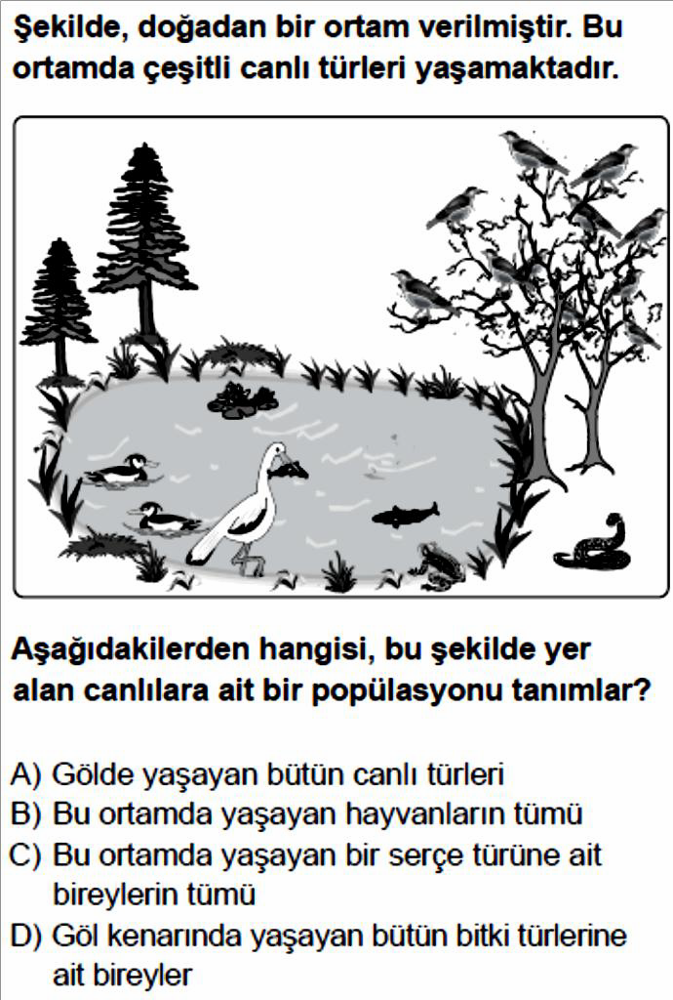 Şekilde, doğadan bir ortam verilmiştir. Bu
ortamda çeşitli canlı türleri yaşamaktadır.
Aşağıdakilerden hangisi, bu şekilde yer
alan canlılara ait bir popülasyonu tanımlar?
A) Gölde yaşayan bütün canlı türleri
B) Bu ortamda yaşayan hayvanların tümü
C) Bu ortamda yaşayan bir serçe türüne ait
bireylerin tümü
D) Göl kenarında yaşayan bütün bitki türlerine
ait bireyler